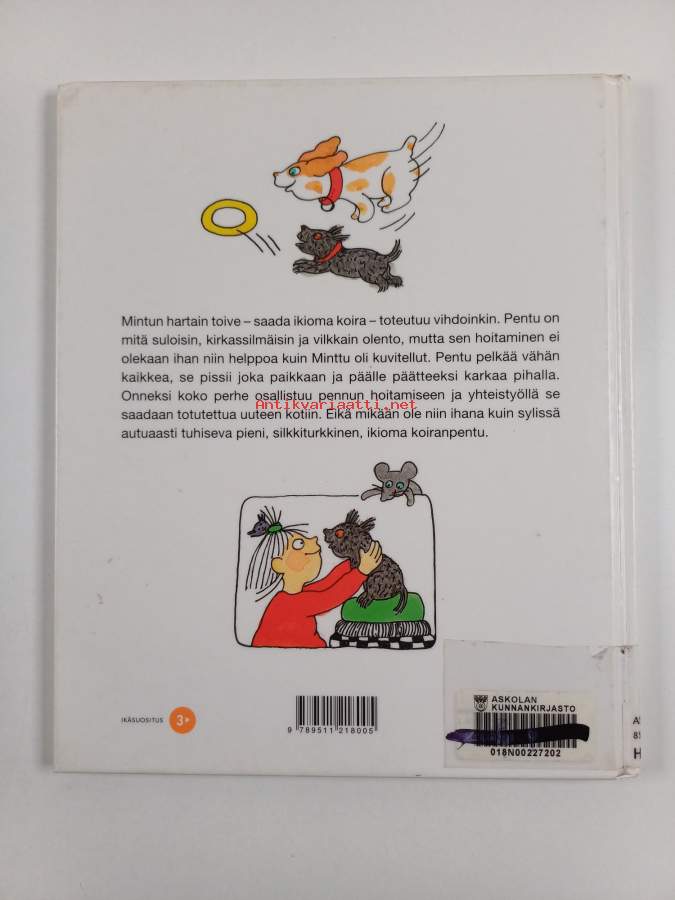 Mintun hartain toive – saada ikioma koira – toteutuu vihdoinkin. Pentu on
mitä suloisin, kirkassilmäisin ja vilkkain olento, mutta sen hoitaminen ei
olekaan ihan niin helppoa kuin Minttu oli kuvitellut. Pentu pelkää vähän
kaikkea, se pissii joka paikkaan ja päälle päätteeksi karkaa pihalla.
Onneksi koko perhe osallistuu pennun hoitamiseen ja yhteistyöllä se
Antikvariaatti.net
saadaan totutettua uuteen kotiin. Eikä mikään ole niin ihana kuin sylissä
autuaasti tuhiseva pieni, silkkiturkkinen, ikioma koiranpentu.
IKÄSUOSITUS 3+
9 789511 218005
ASKOLAN
KUNNANKIRJASTO
018N00227202